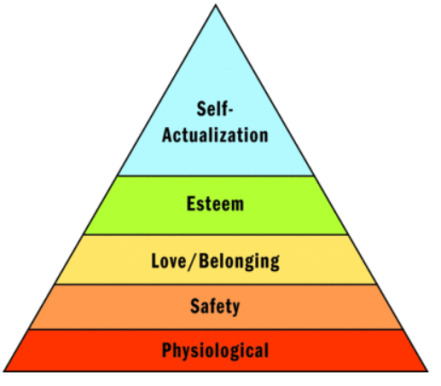 Self-
Actualization
Esteem
Love/Belonging
Safety
Physiological